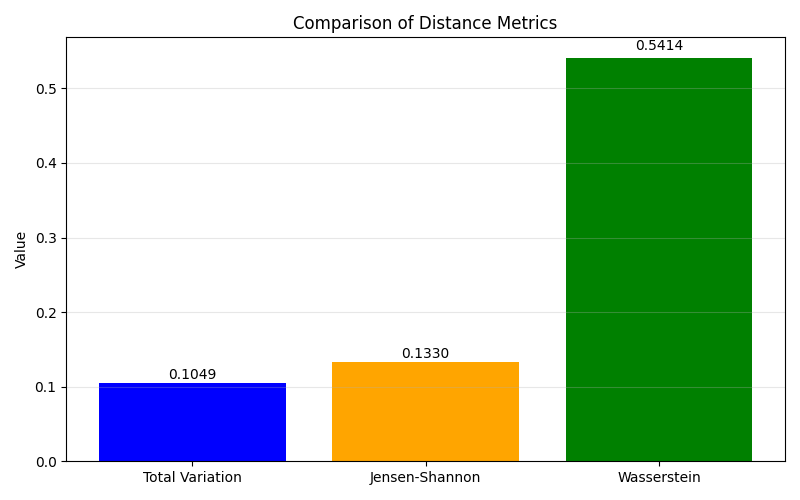 Comparison of Distance Metrics
0.5414
0.5
0.4
0.3
Value
0.2
0.1330
0.1049
0.1
0.0
Total Variation
Jensen-Shannon
Wasserstein